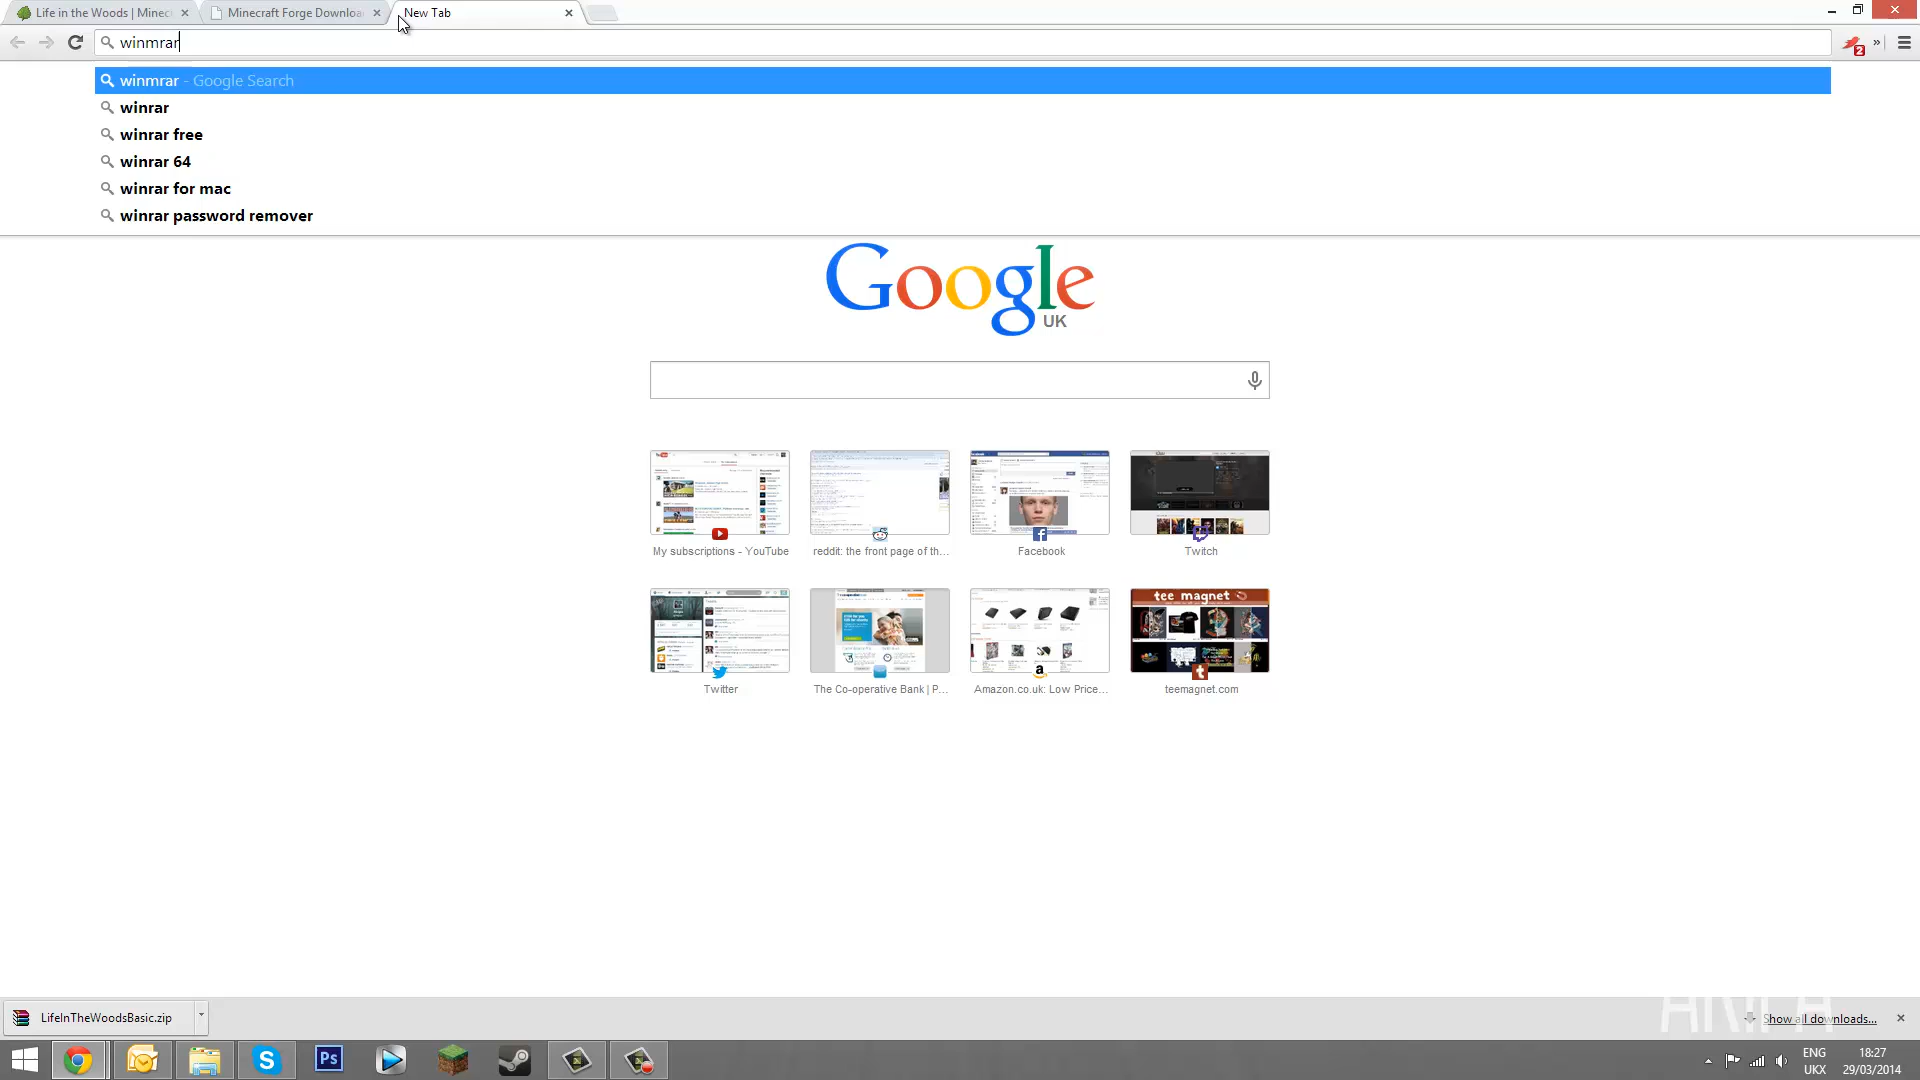 Life in the Woods | Minec
Minecraft Forge Downloa
New Tab
winmrar
2
»
winmrar - Google Search
winrar
winrar free
winrar 64
winrar for mac
winrar password remover
Google
UK
My subscriptions - YouTube
reddit: the front page of th...
Facebook
Twitch
tee magnet
Twitter
The Co-operative Bank | P...
Amazon.co.uk: Low Price...
teemagnet.com
LifeInTheWoodsBasic.zip
Show all downloads...
Ps
ENG
UKX
18:27
29/03/2014